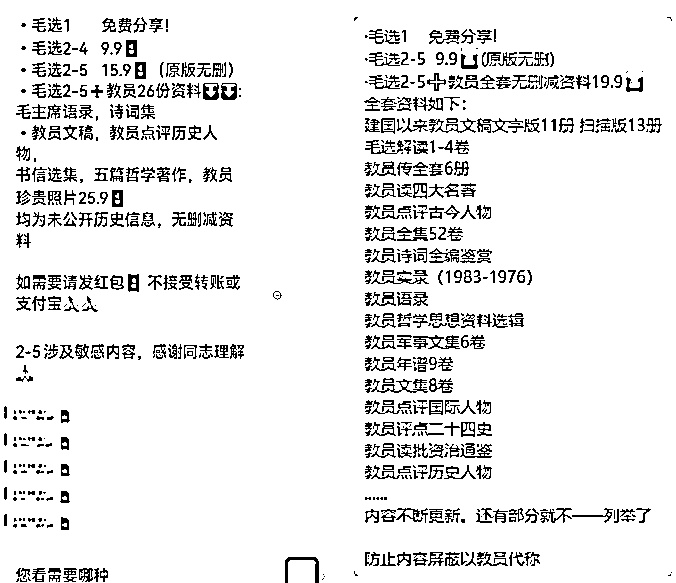 ·毛选1 免费分享!
·毛选2-4 9.9
·毛选2-5 15.9 (原版无删)
·毛选2-5+教员26份资料:
毛主席语录,诗词集
·教员文稿,教员点评历史人
物,
书信选集,五篇哲学著作,教员
珍贵照片25.9
均为未公开历史信息,无删减资
料
如需要请发红包 不接受转账或
支付宝
2-5涉及敏感内容,感谢同志理解
您看需要哪种
·毛选1 免费分享!
·毛选2-5 9.9 (原版无删)
·毛选2-5+教员全套无删减资料19.9
全套资料如下:
建国以来教员文稿文字版11册 扫描版13册
毛选解读1-4卷
教员传全套6册
教员读四大名著
教员点评古今人物
教员全集52卷
教员诗词全编鉴赏
教员实录(1983-1976)
教员语录
教员哲学思想资料选辑
教员军事文集6卷
教员年谱9卷
教员文集8卷
教员点评国际人物
教员评点二十四史
教员读批资治通鉴
教员点评历史人物
......
内容不断更新。还有部分就不一一列举了
防止内容屏蔽以教员代称